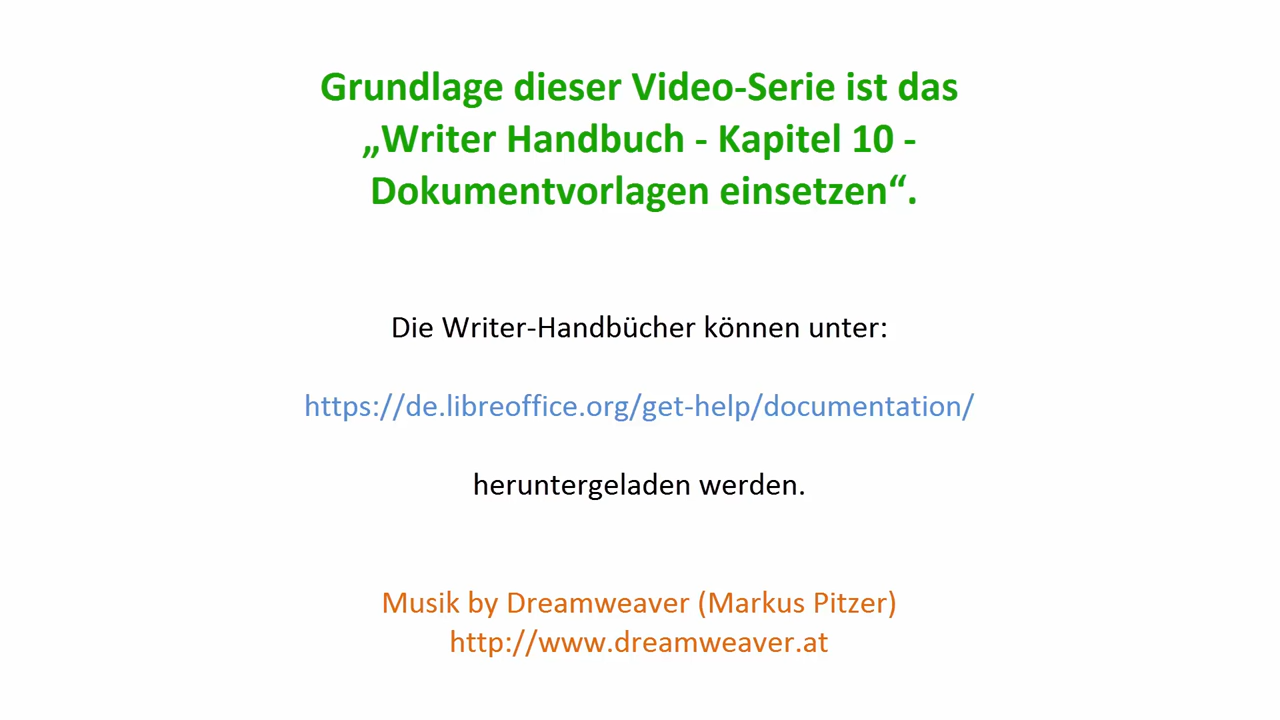 Grundlage dieser Video-Serie ist das
„Writer Handbuch - Kapitel 10 -
Dokumentvorlagen einsetzen“.
Die Writer-Handbücher können unter:
https://de.libreoffice.org/get-help/documentation/
heruntergeladen werden.
Musik by Dreamweaver (Markus Pitzer)
http://www.dreamweaver.at